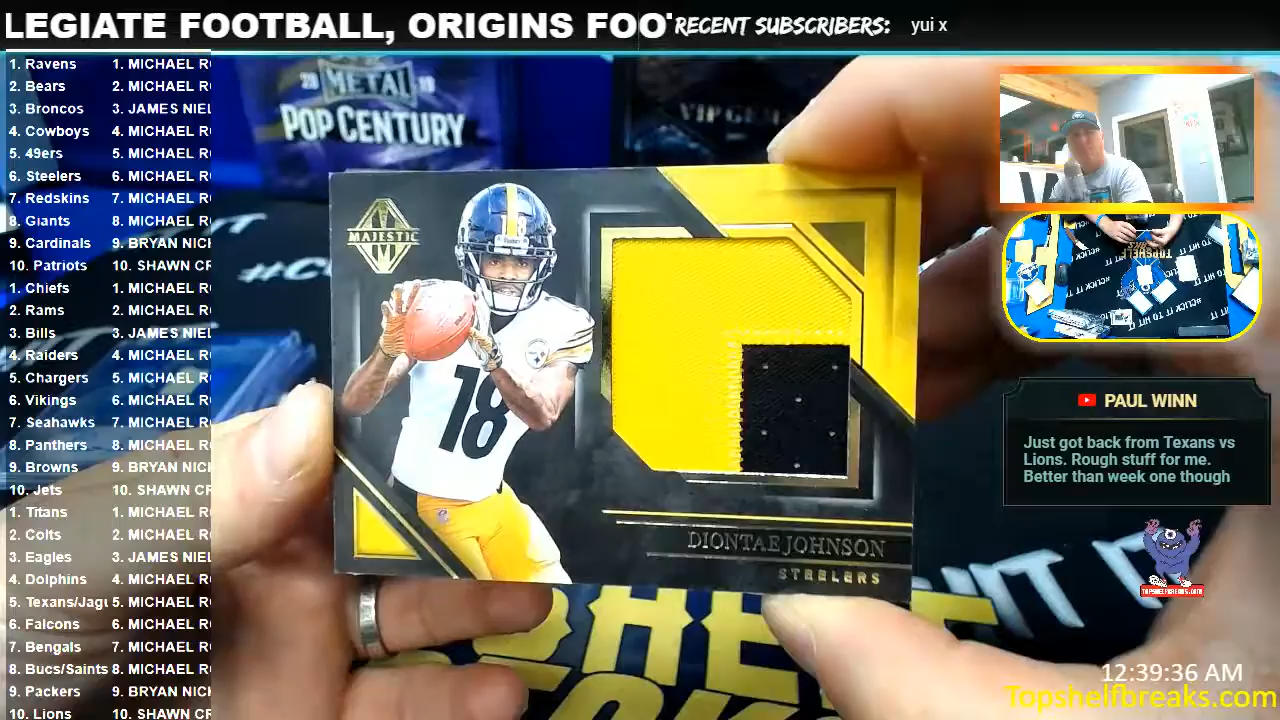 LEGIATE FOOTBALL, ORIGINS FOO
RECENT SUBSCRIBERS: yui x
1. Ravens 1. MICHAEL R
2. Bears 2. MICHAEL R
3. Broncos 3. JAMES NIEL
4. Cowboys 4. MICHAEL R
5. 49ers 5. MICHAEL R
6. Steelers 6. MICHAEL R
7. Redskins 7. MICHAEL R
8. Giants 8. MICHAEL R
9. Cardinals 9. BRYAN NICK
10. Patriots 10. SHAWN CR
1. Chiefs 1. MICHAEL R
2. Rams 2. MICHAEL R
3. Bills 3. JAMES NIEL
4. Raiders 4. MICHAEL R
5. Chargers 5. MICHAEL R
6. Vikings 6. MICHAEL R
7. Seahawks 7. MICHAEL R
8. Panthers 8. MICHAEL R
9. Browns 9. BRYAN NICK
10. Jets 10. SHAWN CR
1. Titans 1. MICHAEL R
2. Colts 2. MICHAEL R
3. Eagles 3. JAMES NIEL
4. Dolphins 4. MICHAEL R
5. Texans/Jagu 5. MICHAEL R
6. Falcons 6. MICHAEL R
7. Bengals 7. MICHAEL R
8. Bucs/Saints 8. MICHAEL R
9. Packers 9. BRYAN NICK
10. Lions 10. SHAWN CR
METAL
POP CENTURY
MAJESTIC
18
DIONTAE JOHNSON
STEELERS
PAUL WINN
Just got back from Texans vs
Lions. Rough stuff for me.
Better than week one though
TOPSHELFBREAKS.COM
12:39:36 AM
Topshelfbreaks.com